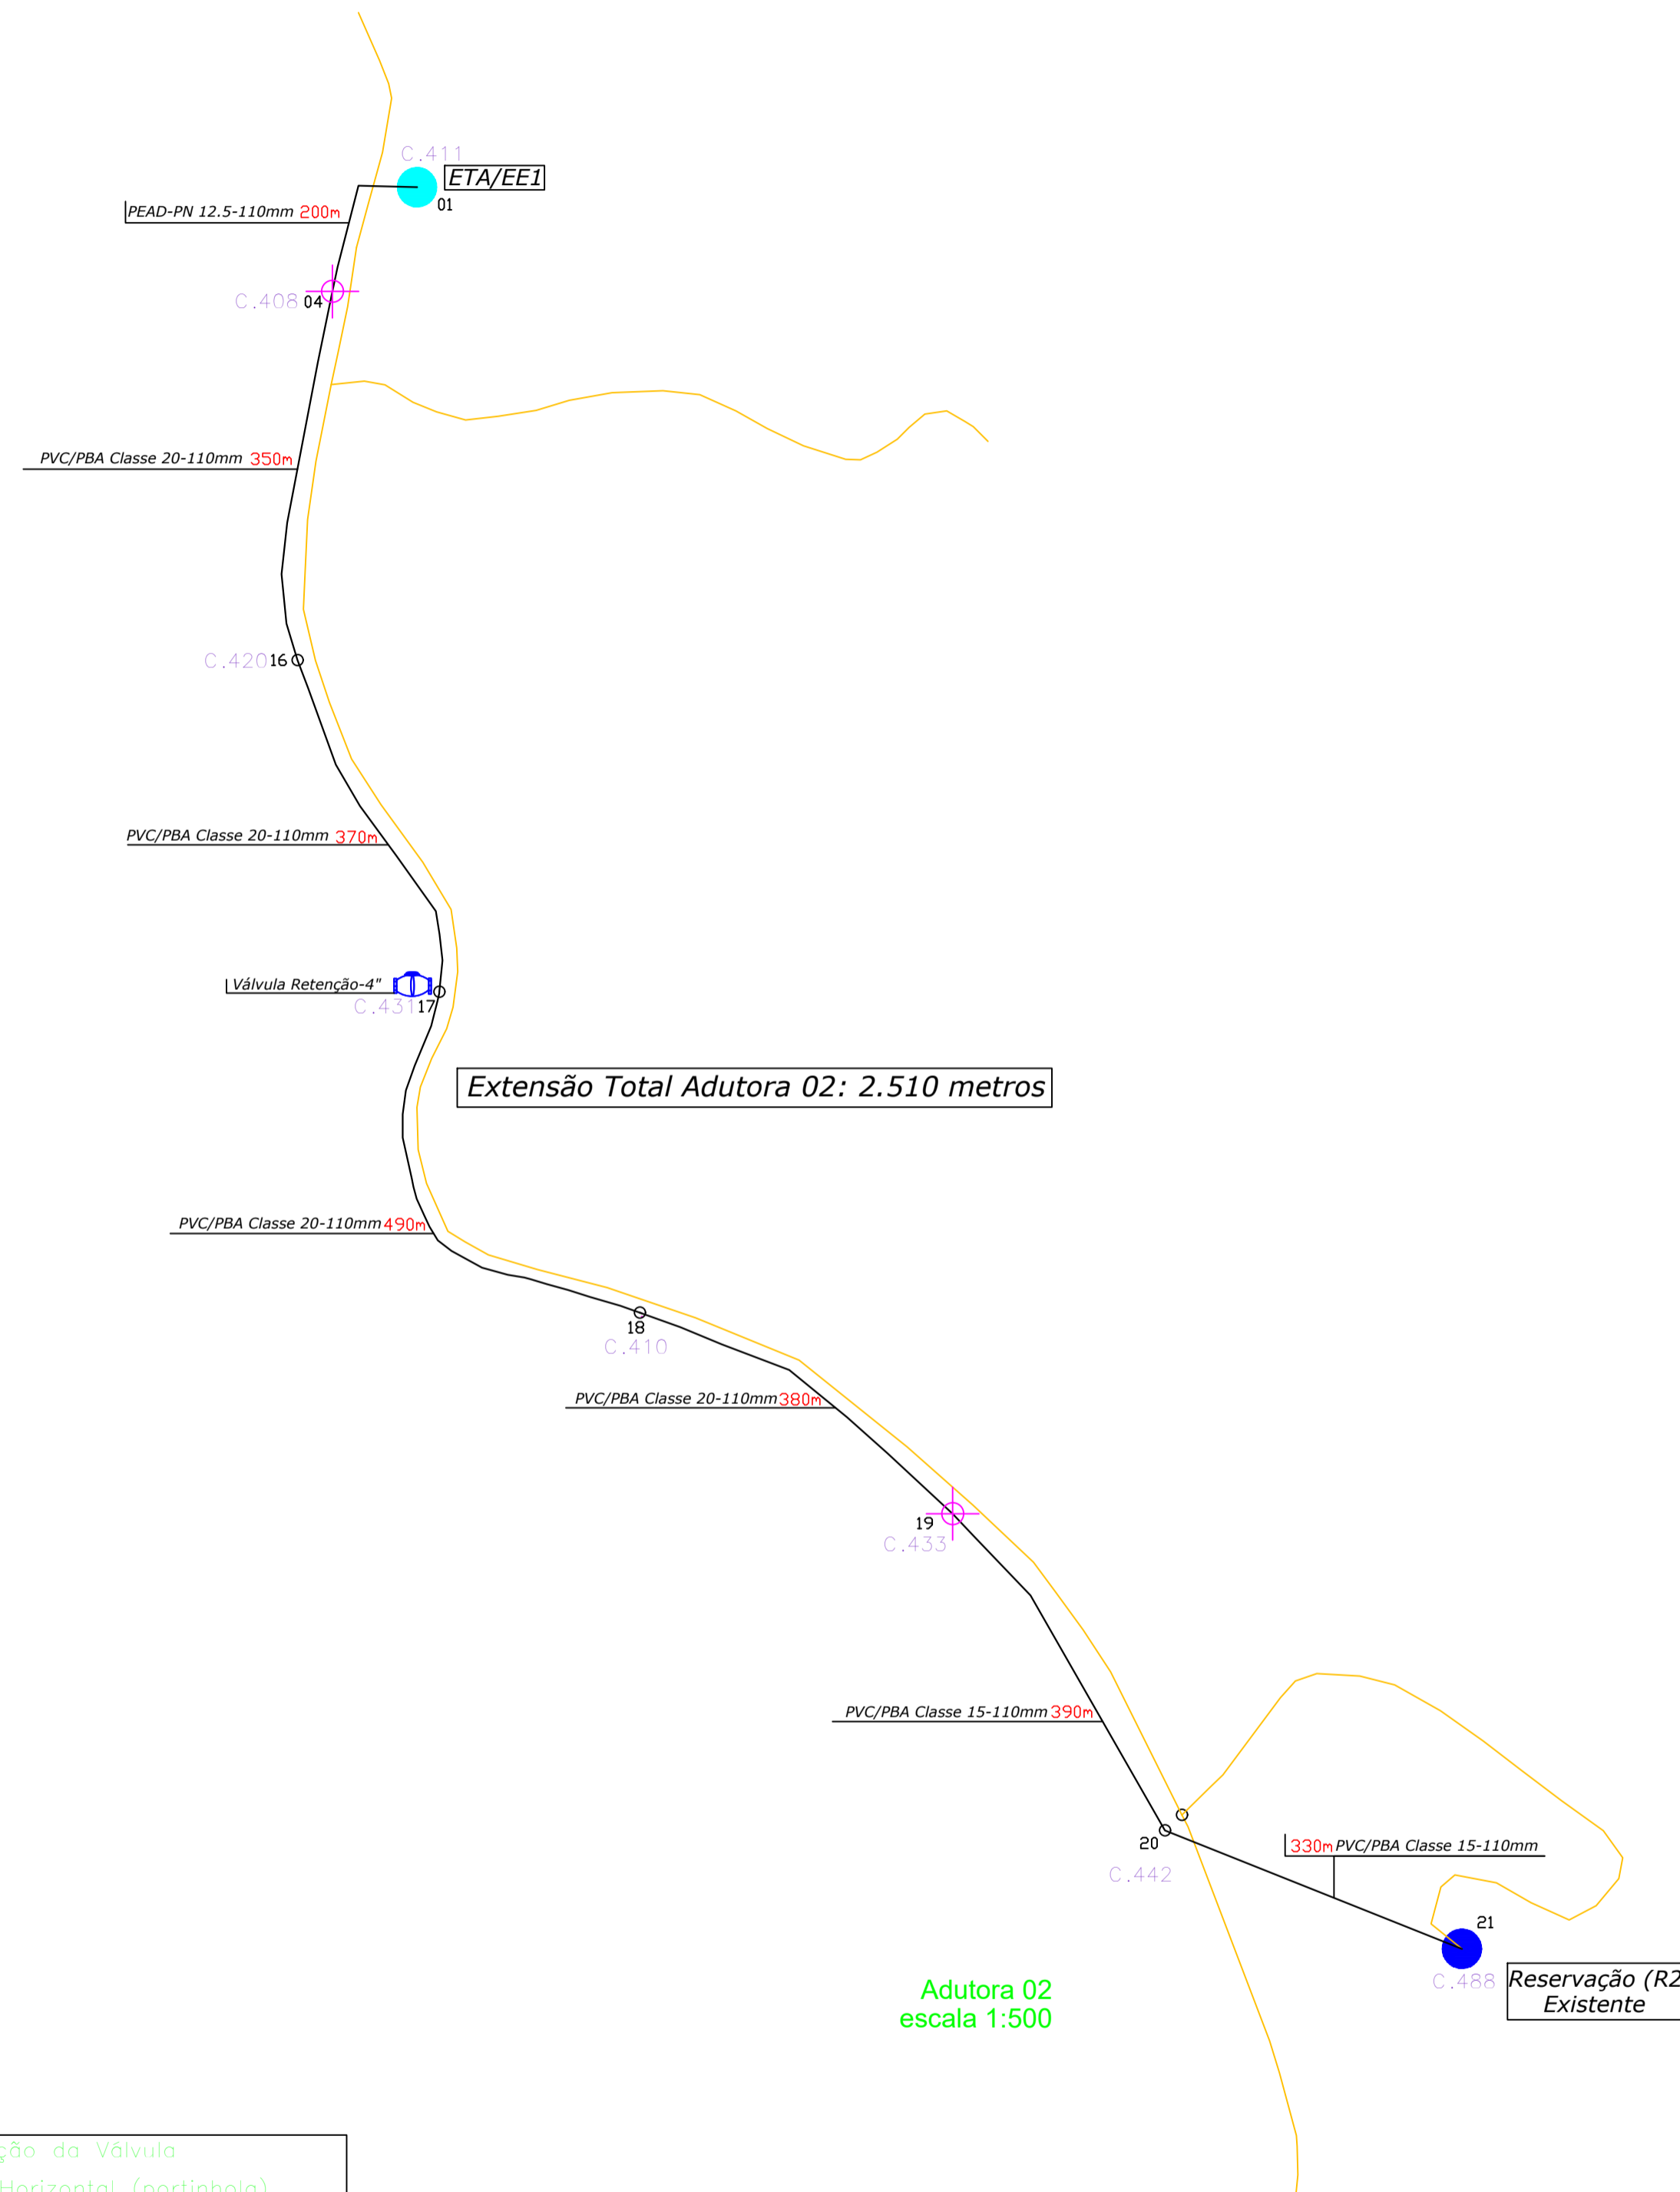 C.411
ETA/EE1
01
PEAD-PN 12.5-110mm 200m
C.408 04
PVC/PBA Classe 20-110mm 350m
C.420 16
PVC/PBA Classe 20-110mm 370m
Válvula Retenção-4"
C.431 17
Extensão Total Adutora 02: 2.510 metros
PVC/PBA Classe 20-110mm 490m
18
C.410
PVC/PBA Classe 20-110mm 380m
19
C.433
PVC/PBA Classe 15-110mm 390m
20
C.442
330m PVC/PBA Classe 15-110mm
21
C.488
Reservação (R2
Existente
Adutora 02
escala 1:500
ção da Válvula
Horizontal (portinhola)